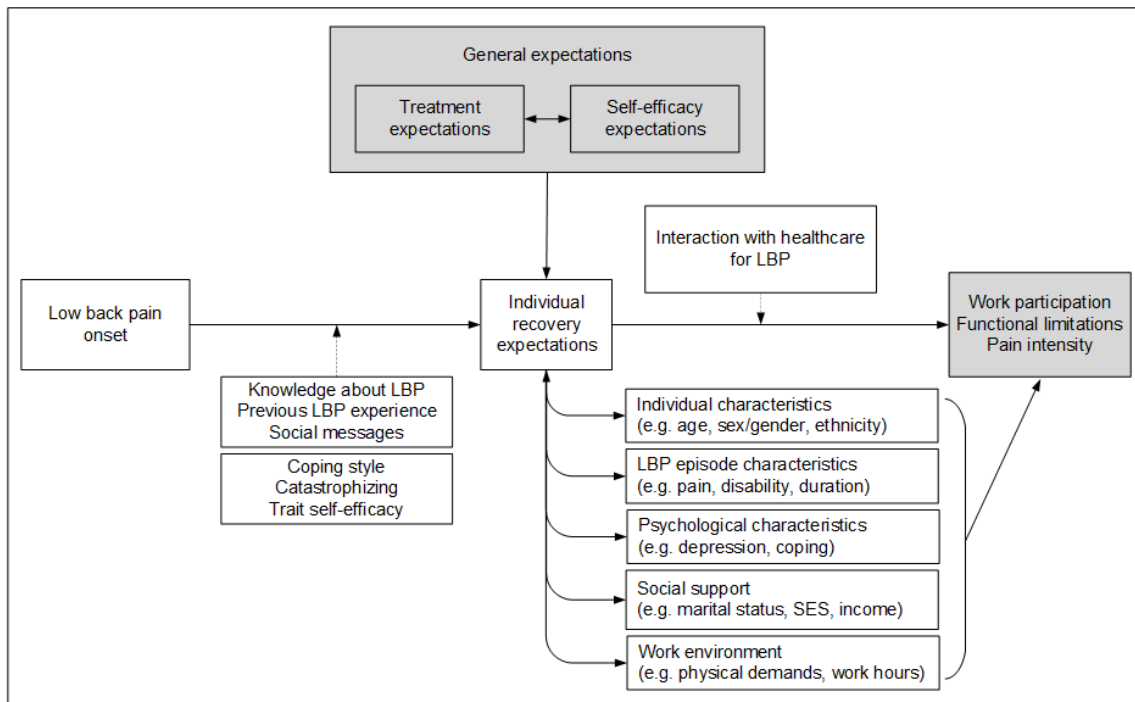 General expectations
Treatment
expectations
Self-efficacy
expectations
Interaction with healthcare
for LBP
Low back pain
onset
Individual
recovery
expectations
Work participation
Functional limitations
Pain intensity
Knowledge about LBP
Previous LBP experience
Social messages
Coping style
Catastrophizing
Trait self-efficacy
Individual characteristics
(e.g. age, sex/gender, ethnicity)
LBP episode characteristics
(e.g. pain, disability, duration)
Psychological characteristics
(e.g. depression, coping)
Social support
(e.g. marital status, SES, income)
Work environment
(e.g. physical demands, work hours)